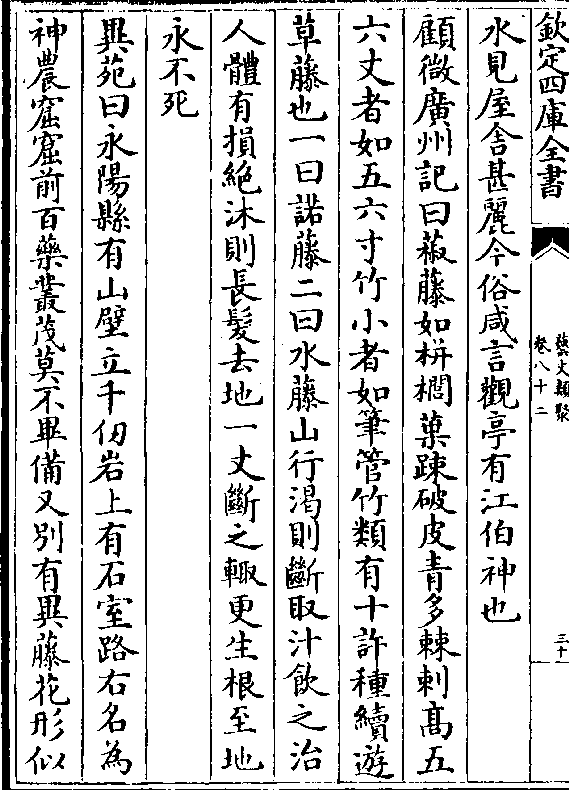 欽定四庫全書
藝文類聚
卷八十二
三十
水見屋舎甚麗今俗咸言觀亭有江伯神也
顧微廣州記曰䕷藤如栟櫚葉踈破皮青多棘刺髙五
六丈者如五六寸竹小者如筆管竹類有十許種續遊
草藤也一曰諾藤二曰水藤山行渴則斷取汁飲之治
人體有損絶沐則長髮去地一丈斷之輙更生根至地
永不死
異苑曰永陽縣有山壁立千仞岩上有石室路右名為
神農窟窟前百藥叢茂莫不畢備又别有異藤花形似